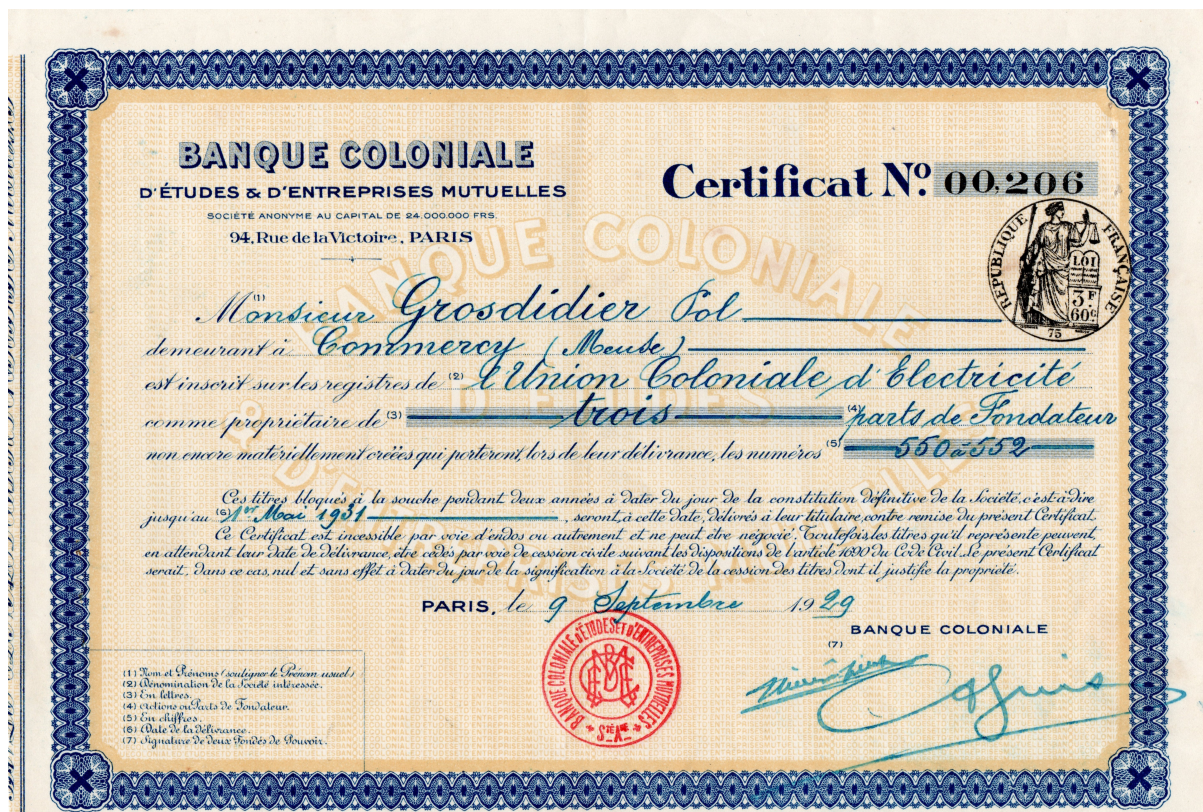 BANQUE COLONIALE
D'ÉTUDES & D'ENTREPRISES MUTUELLES
SOCIÉTÉ ANONYME AU CAPITAL DE 24.000.000 FRS.
94, Rue de la Victoire, PARIS
Certificat Nº 00,206
RÉPUBLIQUE FRANÇAISE
LOI
3F
60c
75
BANQUE COLONIALE
D'ÉTUDES
& D'ENTREPRISES MUTUELLES
(1)
Monsieur Grosdidier Pol
demeurant à Commercy (Meuse)
est inscrit sur les registres de (2) l'Union Coloniale d'Electricité
comme propriétaire de (3) trois (4) parts de Fondateur
non encore matériellement créées qui porteront, lors de leur délivrance, les numéros (5) 550 à 552
Ces titres bloqués à la souche pendant deux années à dater du jour de la constitution définitive de la Société, c'est-à-dire
jusqu'au (6) 1er Mai 1931, seront, à cette date, délivrés à leur titulaire, contre remise du présent Certificat.
Ce Certificat est incessible par voie d'endos ou autrement et ne peut être négocié. Toutefois, les titres qu'il représente peuvent,
en attendant leur date de délivrance, être cédés par voie de cession civile suivant les dispositions de l'article 1690 du Code Civil. Le présent Certificat
serait, dans ce cas, nul et sans effet à dater du jour de la signification à la Société de la cession des titres dont il justifie la propriété.
PARIS, le 9 Septembre 1929
BANQUE COLONIALE
(7)
BANQUE COLONIALE D'ÉTUDES ET D'ENTREPRISES MUTUELLES
STÉ AME
(1) Nom et Prénoms (souligner le Prénom usuel)
(2) Dénomination de la Société intéressée.
(3) En lettres.
(4) Actions ou Parts de Fondateur.
(5) En chiffres.
(6) Date de la délivrance.
(7) Signature de deux Fondés de Pouvoir.